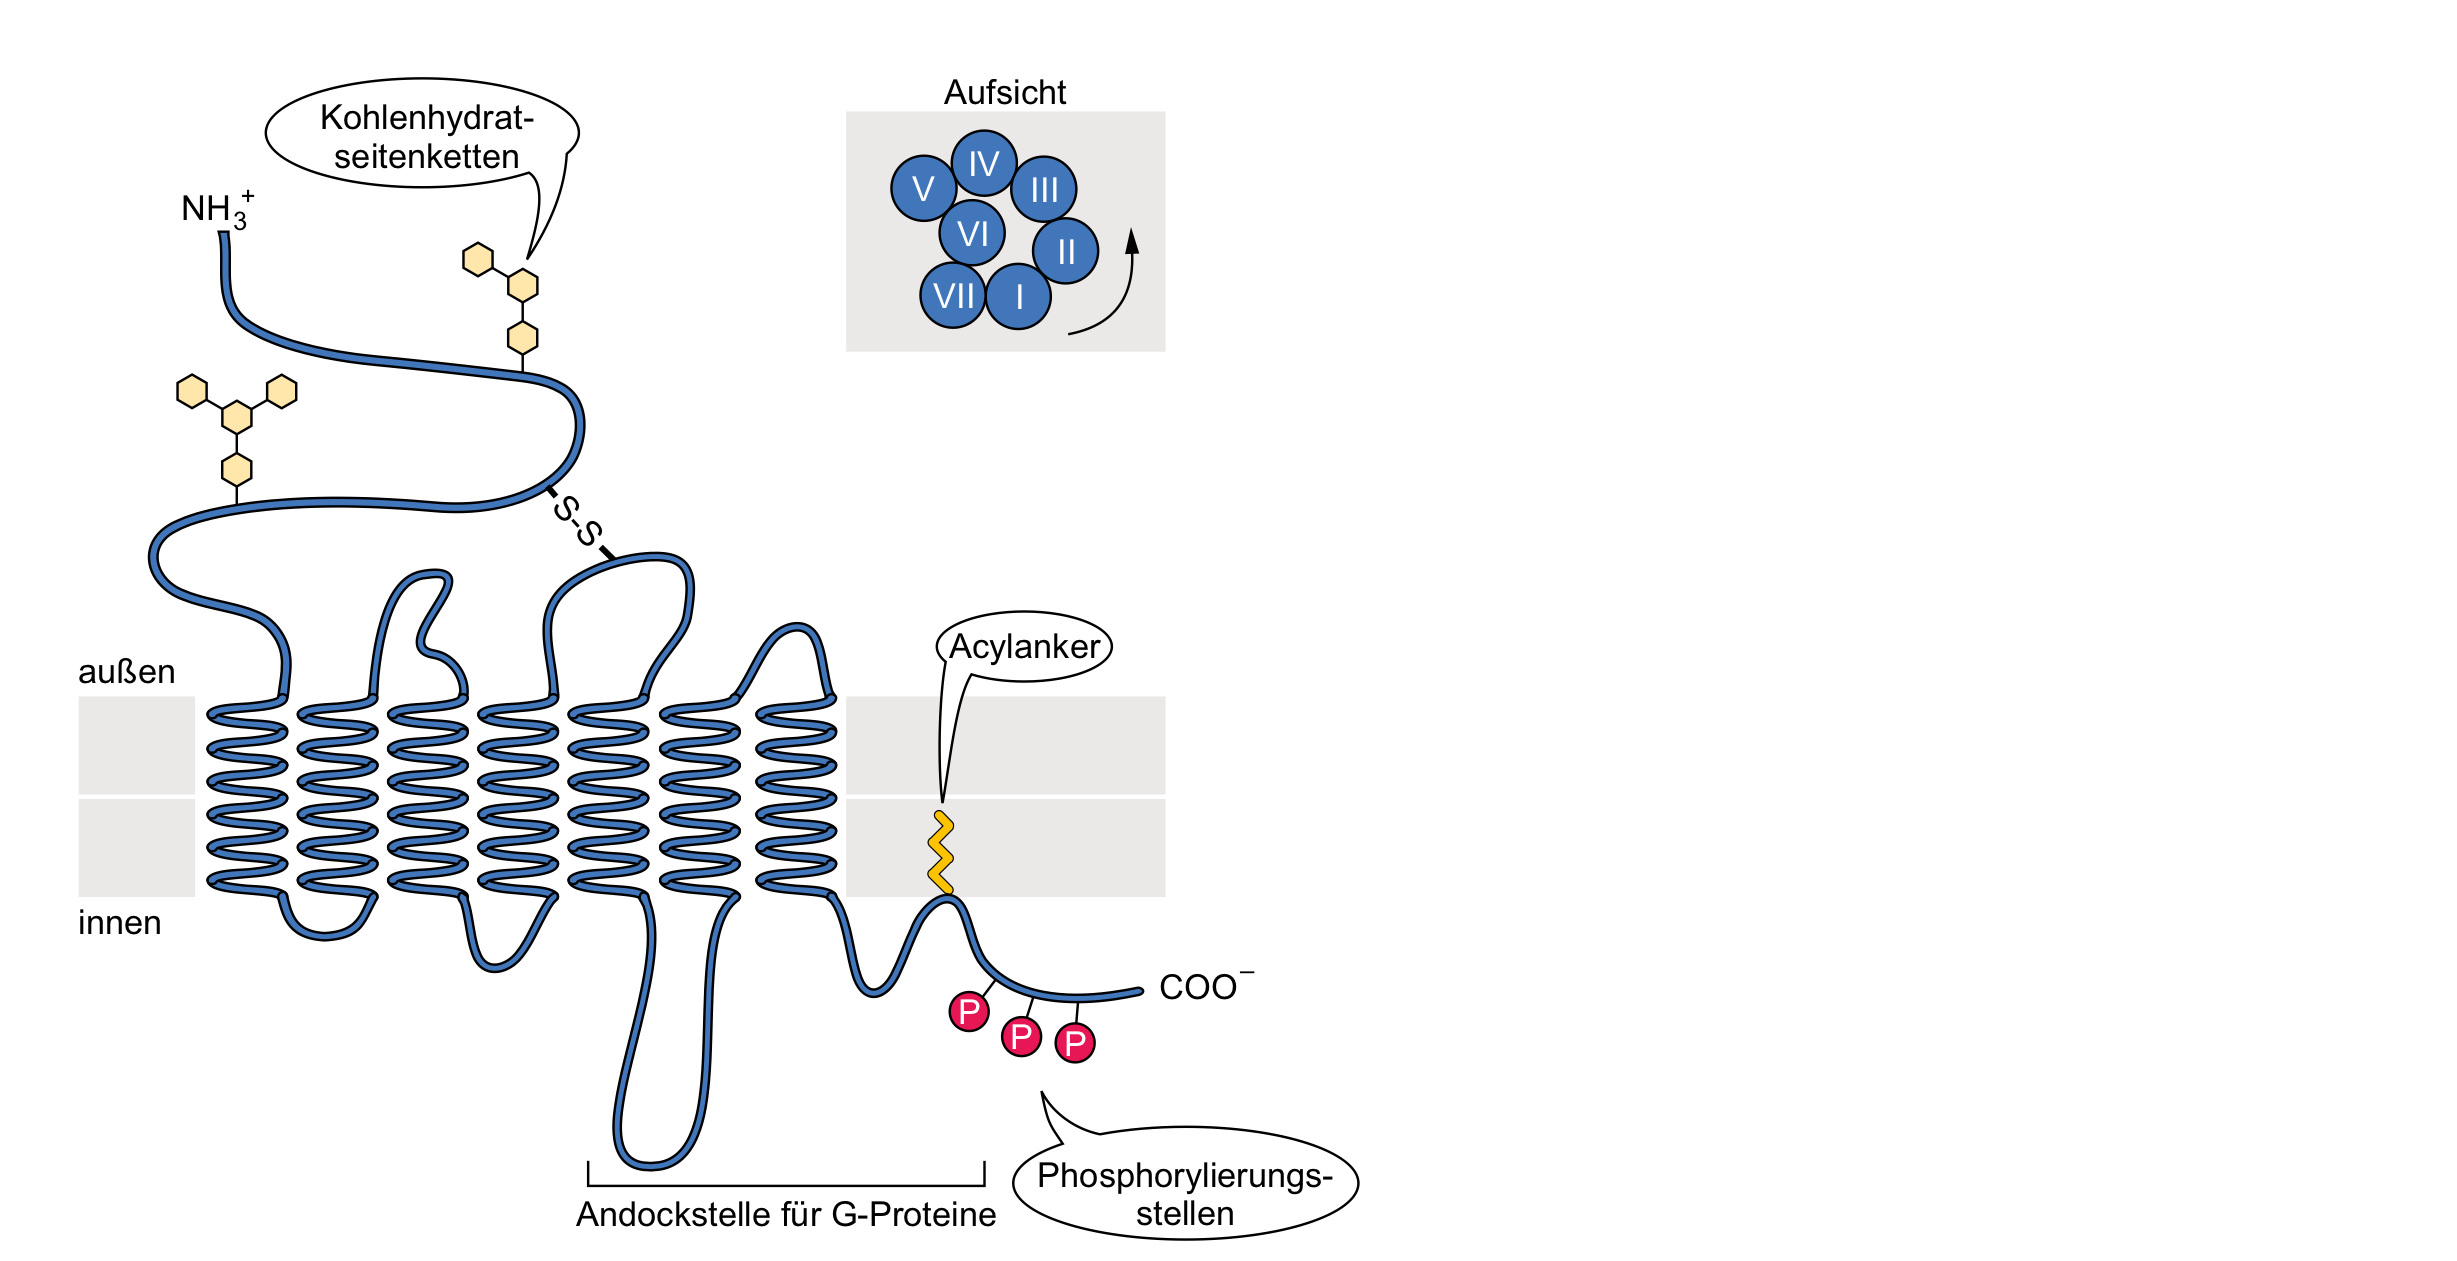 Aufsicht
Kohlenhydrat-
seitenketten
IV
V
III
NH3+
VI
II
VII
I
S-S
Acylanker
außen
innen
COO–
P
P
P
Phosphorylierungs-
stellen
Andockstelle für G-Proteine